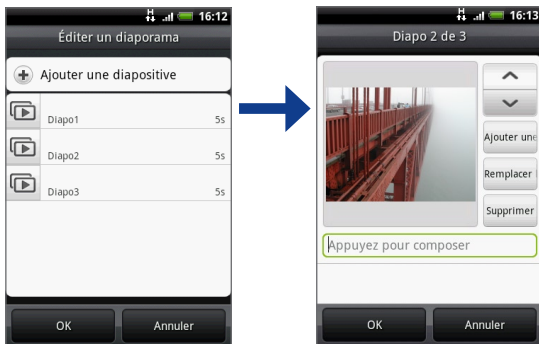 H 16:12
Éditer un diaporama
Ajouter une diapositive
Diapo1 5s
Diapo2 5s
Diapo3 5s
OK Annuler
H 16:13
Diapo 2 de 3
Ajouter une
Remplacer
Supprimer
Appuyez pour composer
OK Annuler